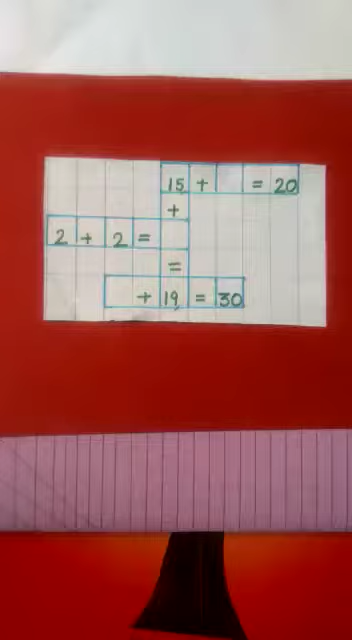 15 + = 20
+
2 + 2 =
=
+ 19 = 30